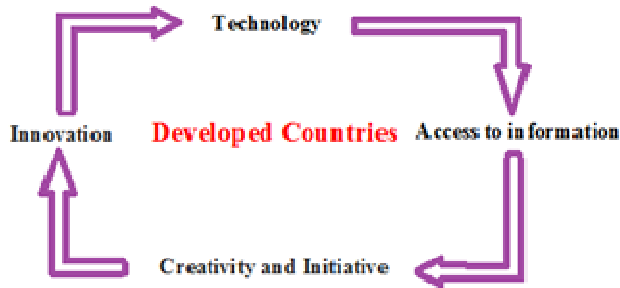 Technology
Innovation
Developed Countries
Access to information
Creativity and Initiative